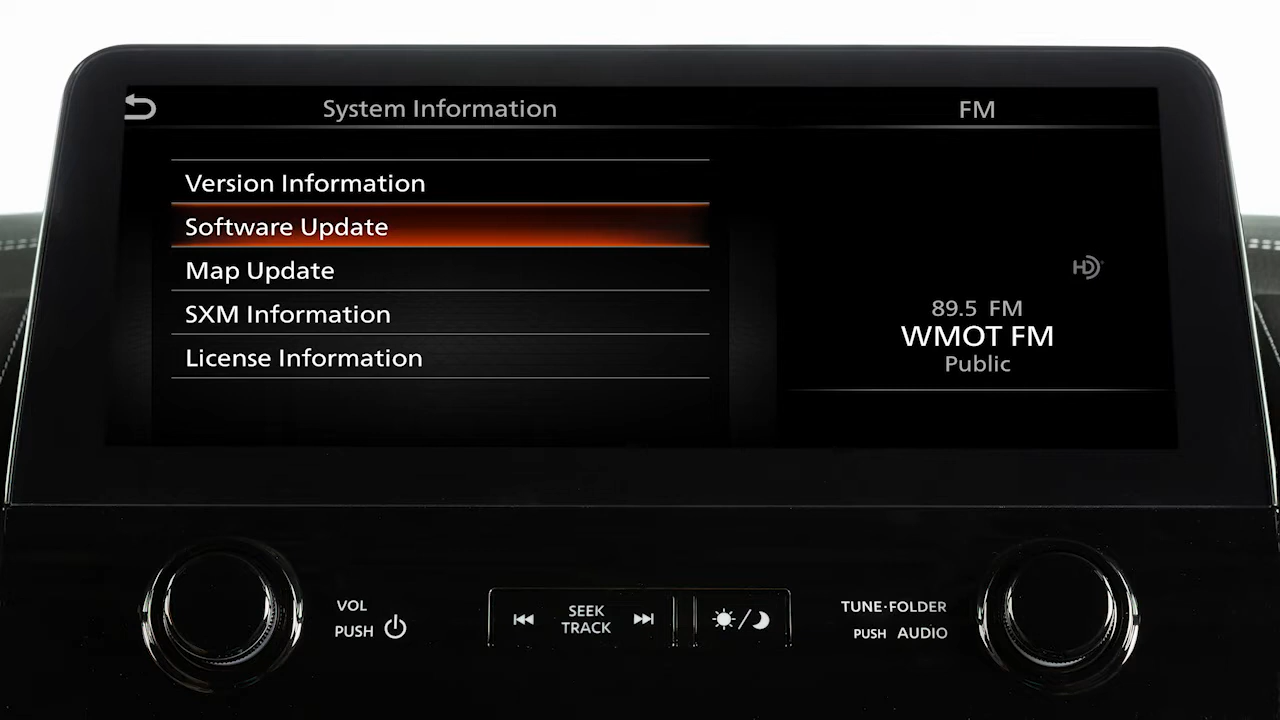 System Information
FM
Version Information
Software Update
Map Update
SXM Information
License Information
HD
89.5 FM
WMOT FM
Public
VOL
PUSH
SEEK
TRACK
/
TUNE·FOLDER
PUSH AUDIO